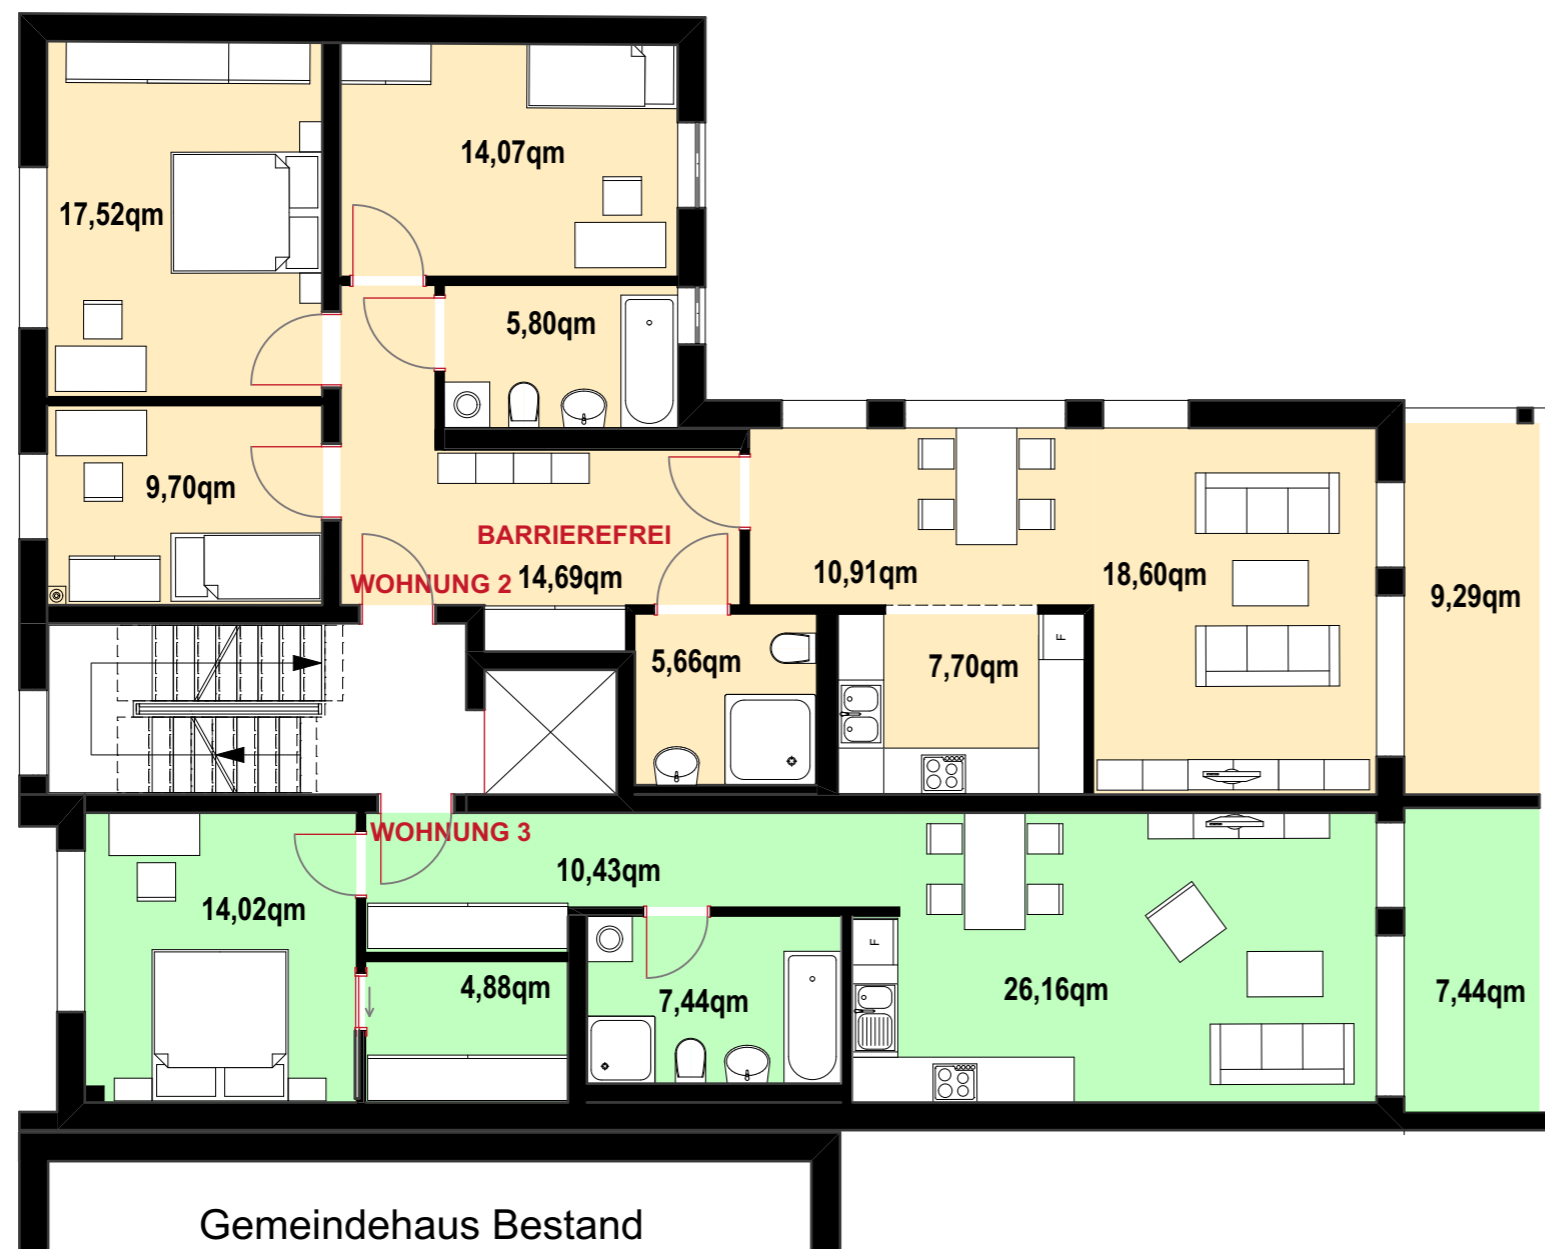 14,07qm
17,52qm
5,80qm
9,70qm
BARRIEREFREI
WOHNUNG 2
14,69qm
10,91qm
18,60qm
9,29qm
F
5,66qm
7,70qm
WOHNUNG 3
10,43qm
14,02qm
F
4,88qm
7,44qm
26,16qm
7,44qm
Gemeindehaus Bestand